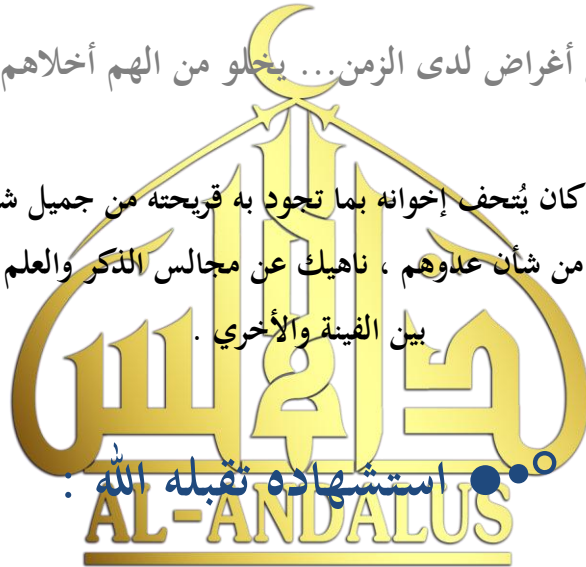 أغراض لدى الزمن... يخلو من الهم أخلاهم
كان يُتحف إخوانه بما تجود به قريحته من جميل
من شأن عدوهم ، ناهيك عن مجالس الذكر والعلم
بين الفينة والأخري .
استشهاده تقبله الله :
AL-ANDALUS